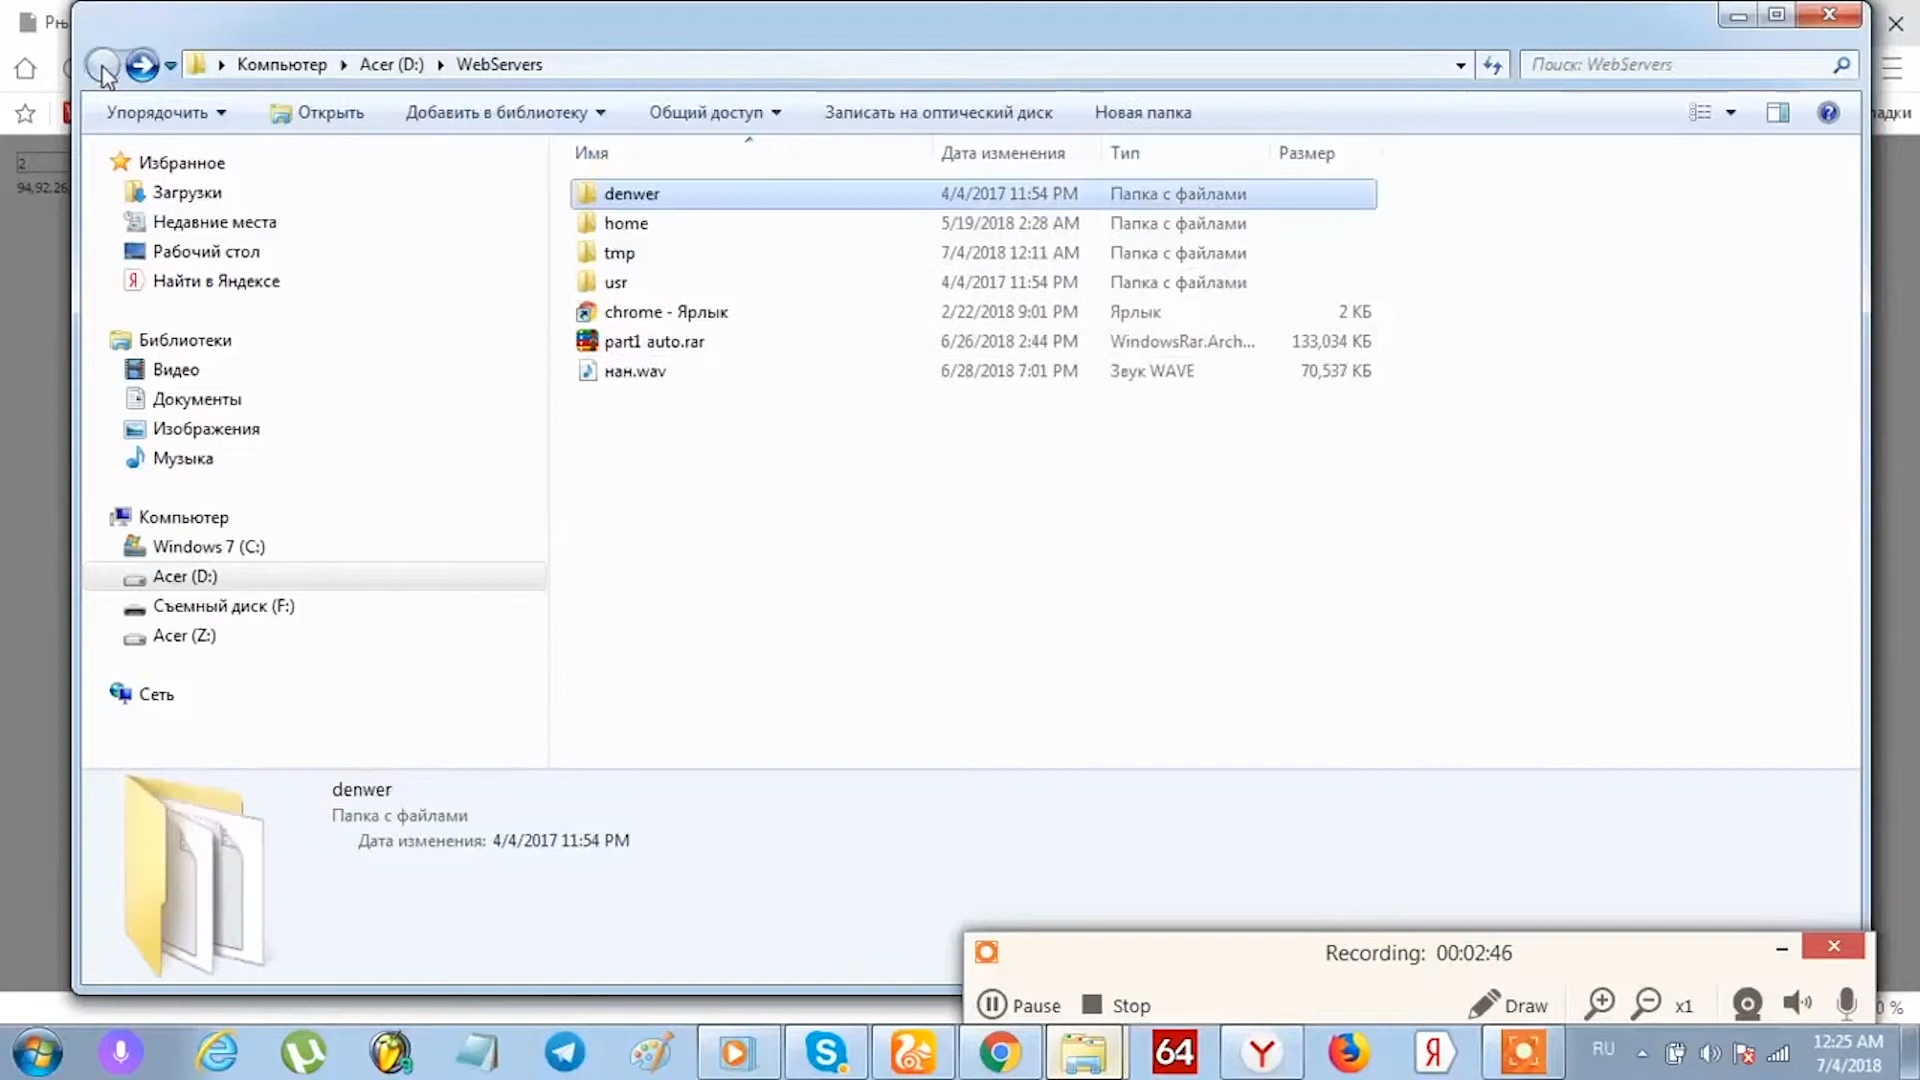 Компьютер Acer (D:) WebServers
Поиск: WebServers
Упорядочить Открыть Добавить в библиотеку Общий доступ Записать на оптический диск Новая папка
2
94.92.26
Избранное
Загрузки
Недавние места
Рабочий стол
Найти в Яндексе
Библиотеки
Видео
Документы
Изображения
Музыка
Компьютер
Windows 7 (C:)
Acer (D:)
Съемный диск (F:)
Acer (Z:)
Сеть
Имя Дата изменения Тип Размер
denwer 4/4/2017 11:54 PM Папка с файлами
home 5/19/2018 2:28 AM Папка с файлами
tmp 7/4/2018 12:11 AM Папка с файлами
usr 4/4/2017 11:54 PM Папка с файлами
chrome - Ярлык 2/22/2018 9:01 PM Ярлык 2 КБ
part1 auto.rar 6/26/2018 2:44 PM WindowsRar.Arch... 133,034 КБ
нан.wav 6/28/2018 7:01 PM Звук WAVE 70,537 КБ
denwer
Папка с файлами
Дата изменения: 4/4/2017 11:54 PM
Recording: 00:02:46
Pause Stop Draw x1
64
RU
12:25 AM
7/4/2018